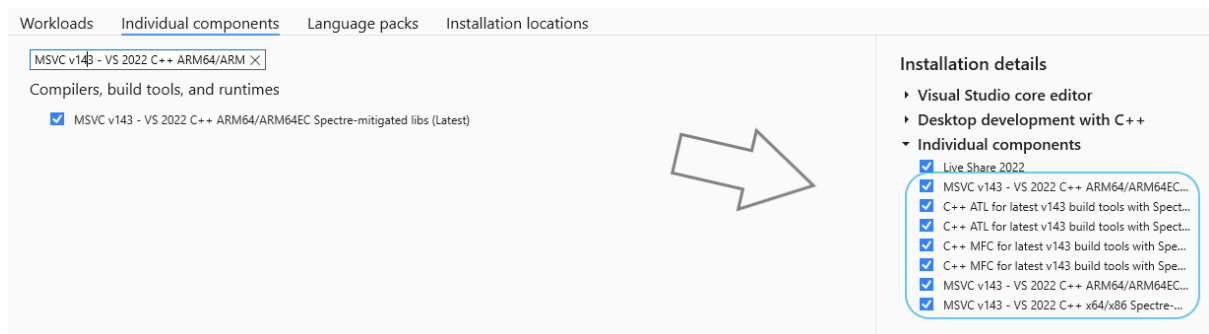 Workloads Individual components Language packs Installation locations
MSVC v143 - VS 2022 C++ ARM64/ARM
Compilers, build tools, and runtimes
MSVC v143 - VS 2022 C++ ARM64/ARM64EC Spectre-mitigated libs (Latest)
Installation details
Visual Studio core editor
Desktop development with C++
Individual components
Live Share 2022
MSVC v143 - VS 2022 C++ ARM64/ARM64EC...
C++ ATL for latest v143 build tools with Spect...
C++ ATL for latest v143 build tools with Spect...
C++ MFC for latest v143 build tools with Spe...
C++ MFC for latest v143 build tools with Spe...
MSVC v143 - VS 2022 C++ ARM64/ARM64EC...
MSVC v143 - VS 2022 C++ x64/x86 Spectre-...